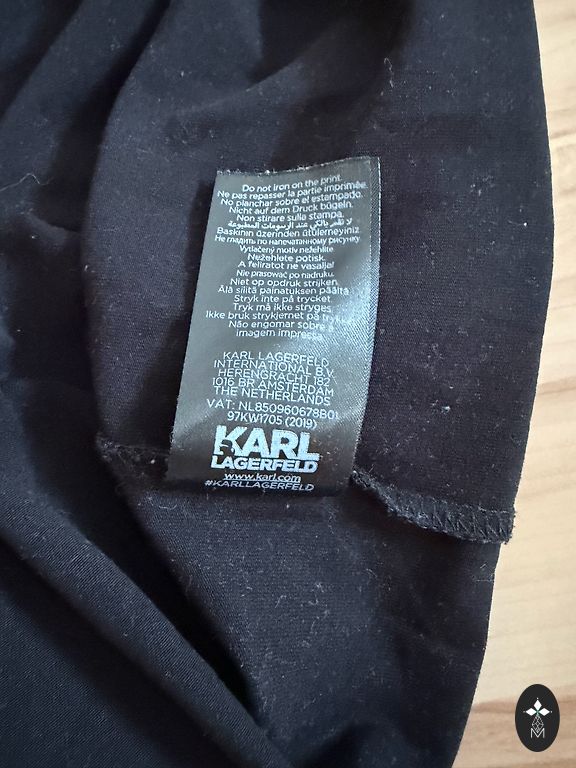 Do not iron on the print.
Ne pas repasser la partie imprimée.
No planchar sobre el estampado.
Nicht auf dem Druck bügeln.
Non stirare sulla stampa.
لا تقم بالكي عند الرسومات المطبوعة
Baskının üzerinden ütülemeyiniz.
Не гладить по напечатанному рисунку
Vytlačený motív nežehlite.
Nežehlete potisk.
A feliratot ne vasalja!
Nie prasować po nadruku.
Niet op opdruk strijken.
Älä silitä painatuksen päältä
Stryk inte på trycket.
Tryk må ikke stryges
Ikke bruk strykjernet på
Não engomar sobre a
imagem impressa
KARL LAGERFELD
INTERNATIONAL B.V.
HERENGRACHT 182
1016 BR AMSTERDAM
THE NETHERLANDS
VAT: NL850960678B01
97KW1705 (2019)
KARL
LAGERFELD
www.karl.com
#KARLLAGERFELD
M